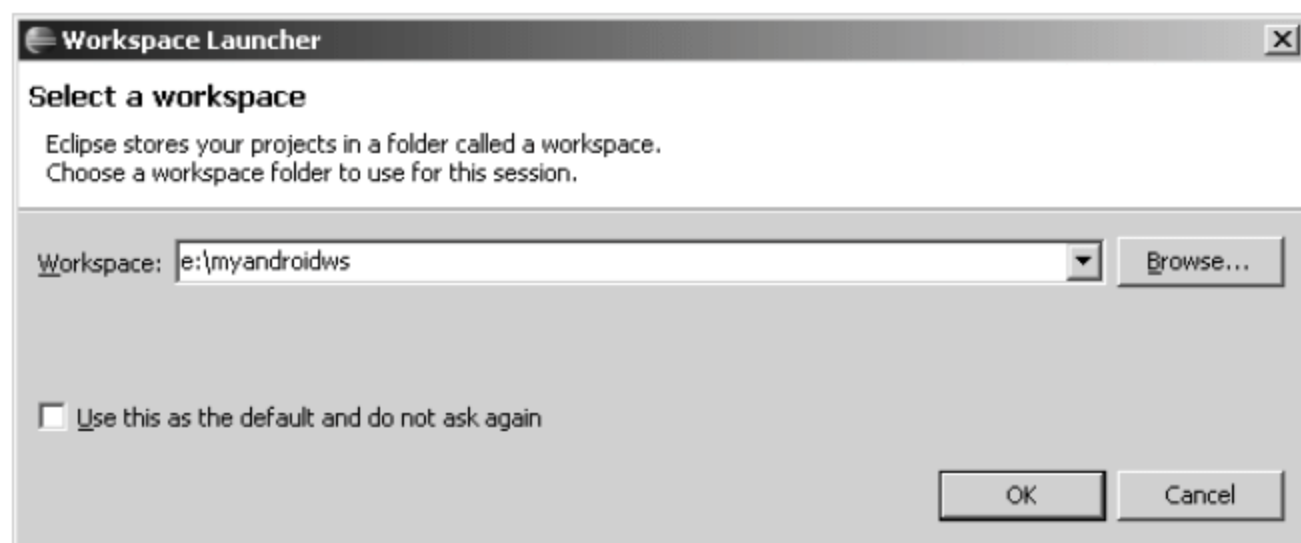 Workspace Launcher
Select a workspace
Eclipse stores your projects in a folder called a workspace.
Choose a workspace folder to use for this session.
Workspace: e:\myandroidws Browse...
Use this as the default and do not ask again
OK Cancel